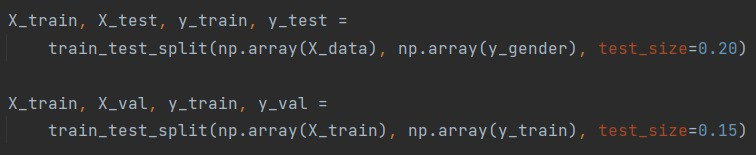 X_train, X_test, y_train, y_test =
train_test_split(np.array(X_data), np.array(y_gender), test_size=0.20)
X_train, X_val, y_train, y_val =
train_test_split(np.array(X_train), np.array(y_train), test_size=0.15)